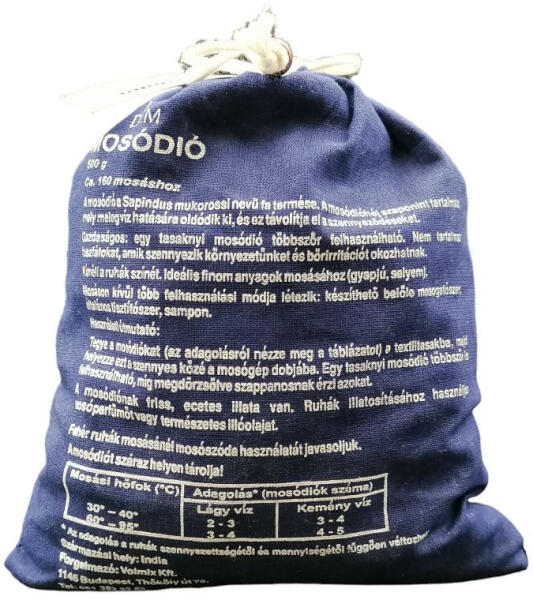 MOSÓDIÓ
500 g
Ca. 160 mosáshoz
A mosódió a Sapindus mukorossi nevű fa termése. A mosódióhéj szaponint tartalmaz
mely meleg víz hatására oldódik ki, és ez távolítja el a szennyeződéseket.
Gazdaságos: egy tasaknyi mosódió többször felhasználható. Nem tartalmaz
amik szennyezik környezetünket és bőrirritációt okozhatnak.
Kíméli a ruhák színét. Ideális finom anyagok mosásához (gyapjú, selyem).
Mosáson kívül több felhasználási módja létezik: készíthető belőle mosogatószer,
általános tisztítószer, sampon.
Használati útmutató:
Tegye a mosódiókat (az adagolásról nézze meg a táblázatot) a textiltasakba, majd
helyezze ezt a szennyes közé a mosógép dobjába. Egy tasaknyi mosódió többször is
felhasználható, míg megdörzsölve szappanosnak érzi azokat.
A mosódiónak friss, ecetes illata van. Ruhák illatosításához használjon
mosóparfümöt vagy természetes illóolajat.
Fehér ruhák mosásánál mosószóda használatát javasoljuk.
A mosódiót száraz helyen tárolja!
Mosási hőfok (°C) Adagolás* (mosódiók száma)
Lágy víz Kemény víz
30° – 40° 2 - 3 3 - 4
60° – 95° 3 - 4 4 - 5
* Az adagolás a ruhák szennyezettségétől és mennyiségétől függően változhat
Származási hely: India
Forgalmazó: Volmix Kft.
1146 Budapest, Thököly út 70.